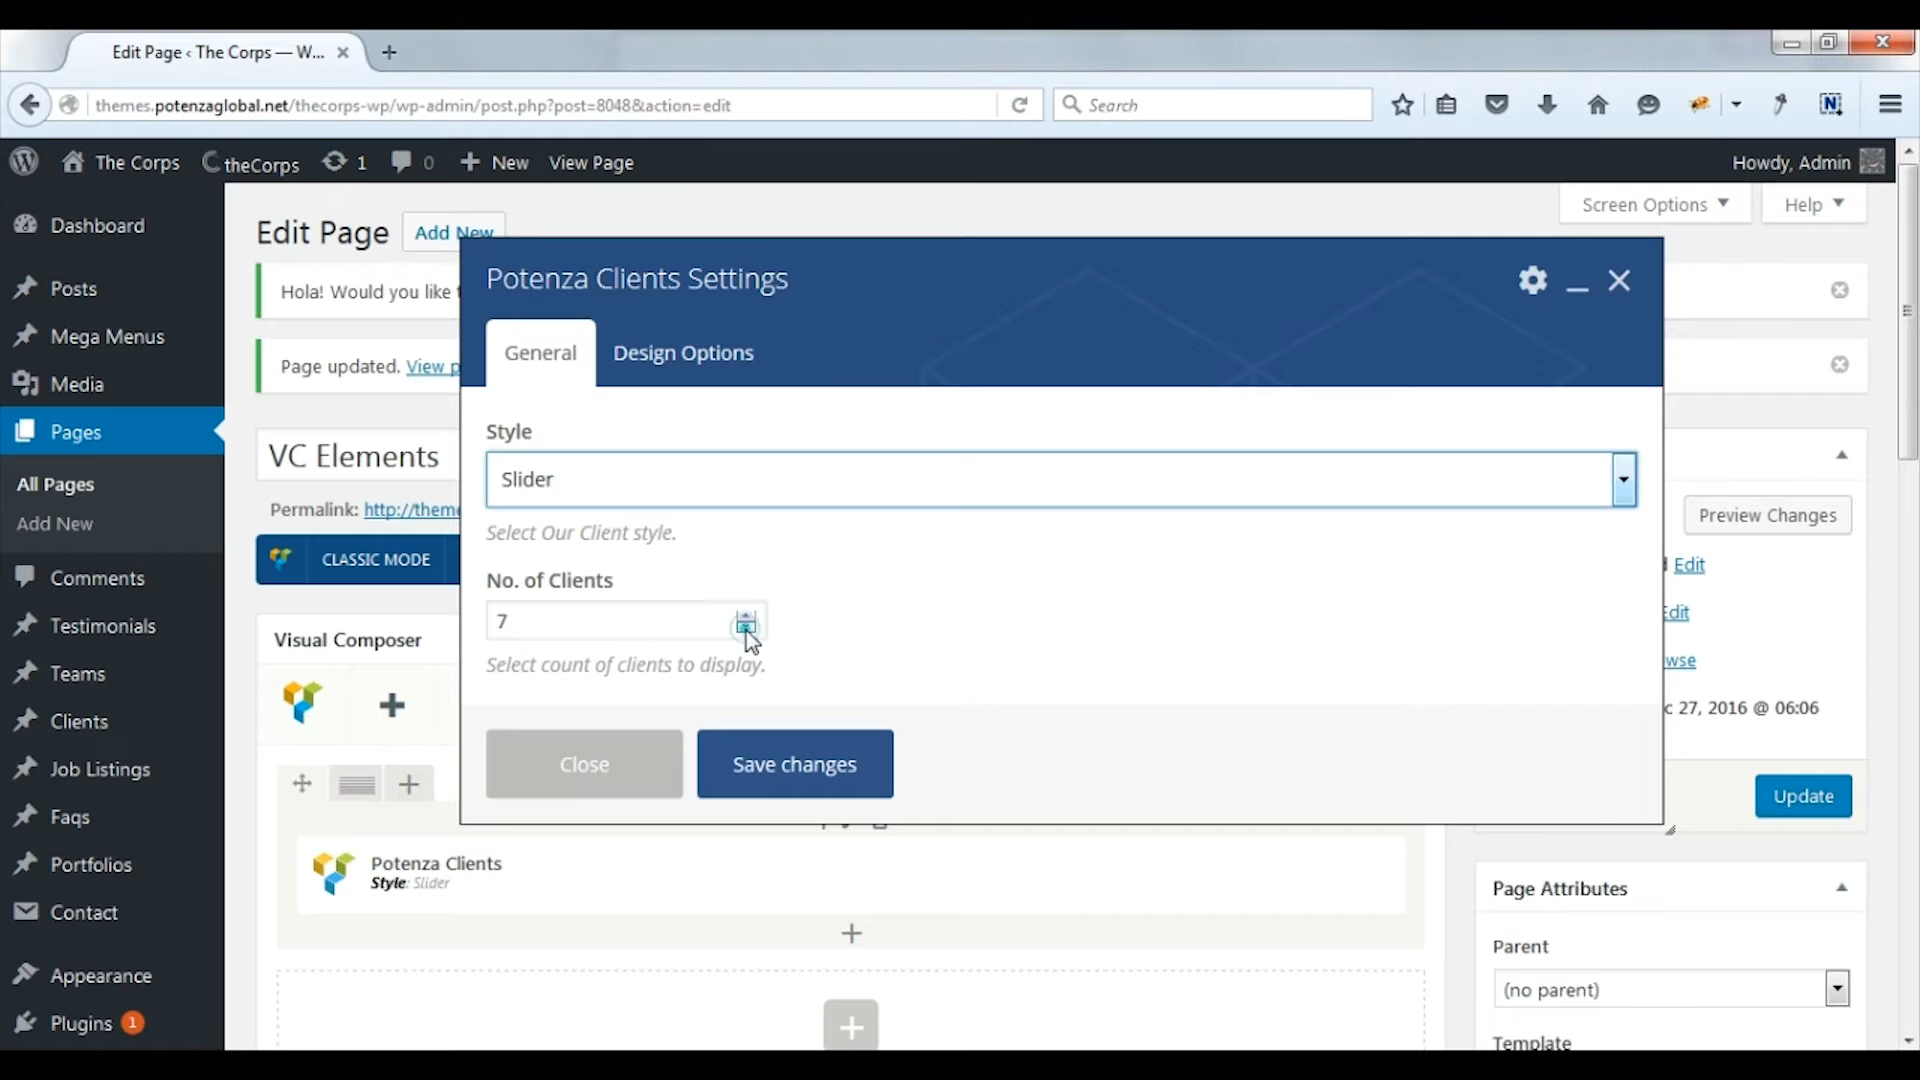 Edit Page ‹ The Corps — W...
themes.potenzaglobal.net/thecorps-wp/wp-admin/post.php?post=8048&action=edit
Search
The Corps
theCorps
1
0
New
View Page
Howdy, Admin
Dashboard
Posts
Mega Menus
Media
Pages
All Pages
Add New
Comments
Testimonials
Teams
Clients
Job Listings
Faqs
Portfolios
Contact
Appearance
Plugins 1
Screen Options
Help
Edit Page
Add New
Hola! Would you like
Page updated. View p
VC Elements
Permalink: http://theme
CLASSIC MODE
Visual Composer
Potenza Clients Settings
General
Design Options
Style
Slider
Select Our Client style.
No. of Clients
7
Select count of clients to display.
Close
Save changes
Potenza Clients
Style: Slider
Preview Changes
Edit
Edit
wse
c 27, 2016 @ 06:06
Update
Page Attributes
Parent
(no parent)
Template